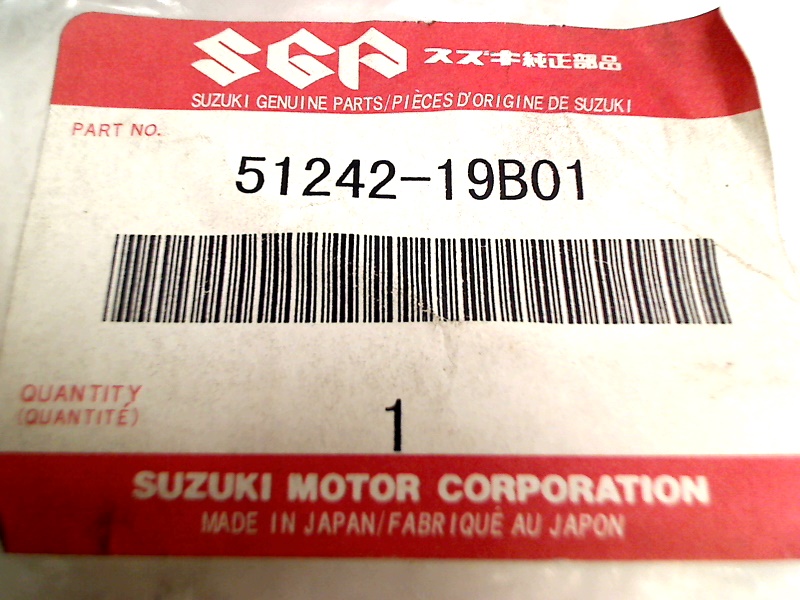 SGP スズキ純正部品
SUZUKI GENUINE PARTS/PIÈCES D'ORIGINE DE SUZUKI
PART NO.
51242-19B01
QUANTITY
(QUANTITÉ)
1
SUZUKI MOTOR CORPORATION
MADE IN JAPAN/FABRIQUÉ AU JAPON